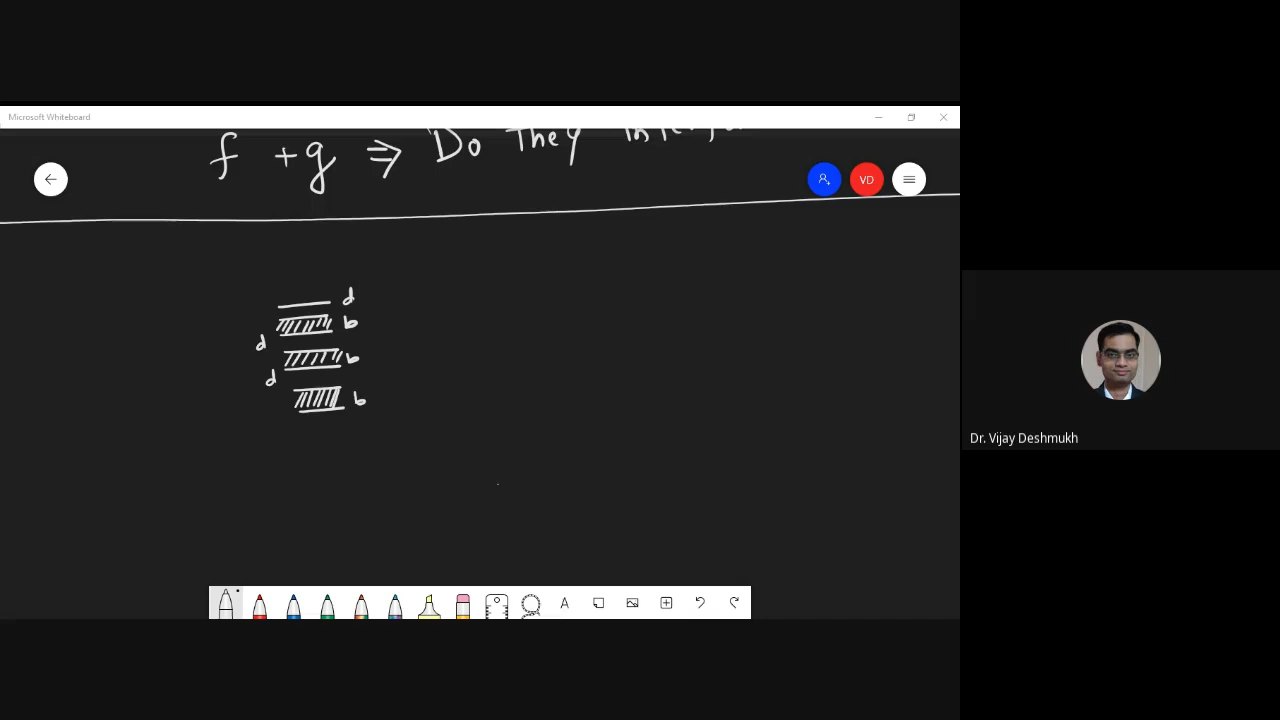 Microsoft Whiteboard
f + g ⇒ Do They
VD
d
b
d
b
d
b
A
Dr. Vijay Deshmukh